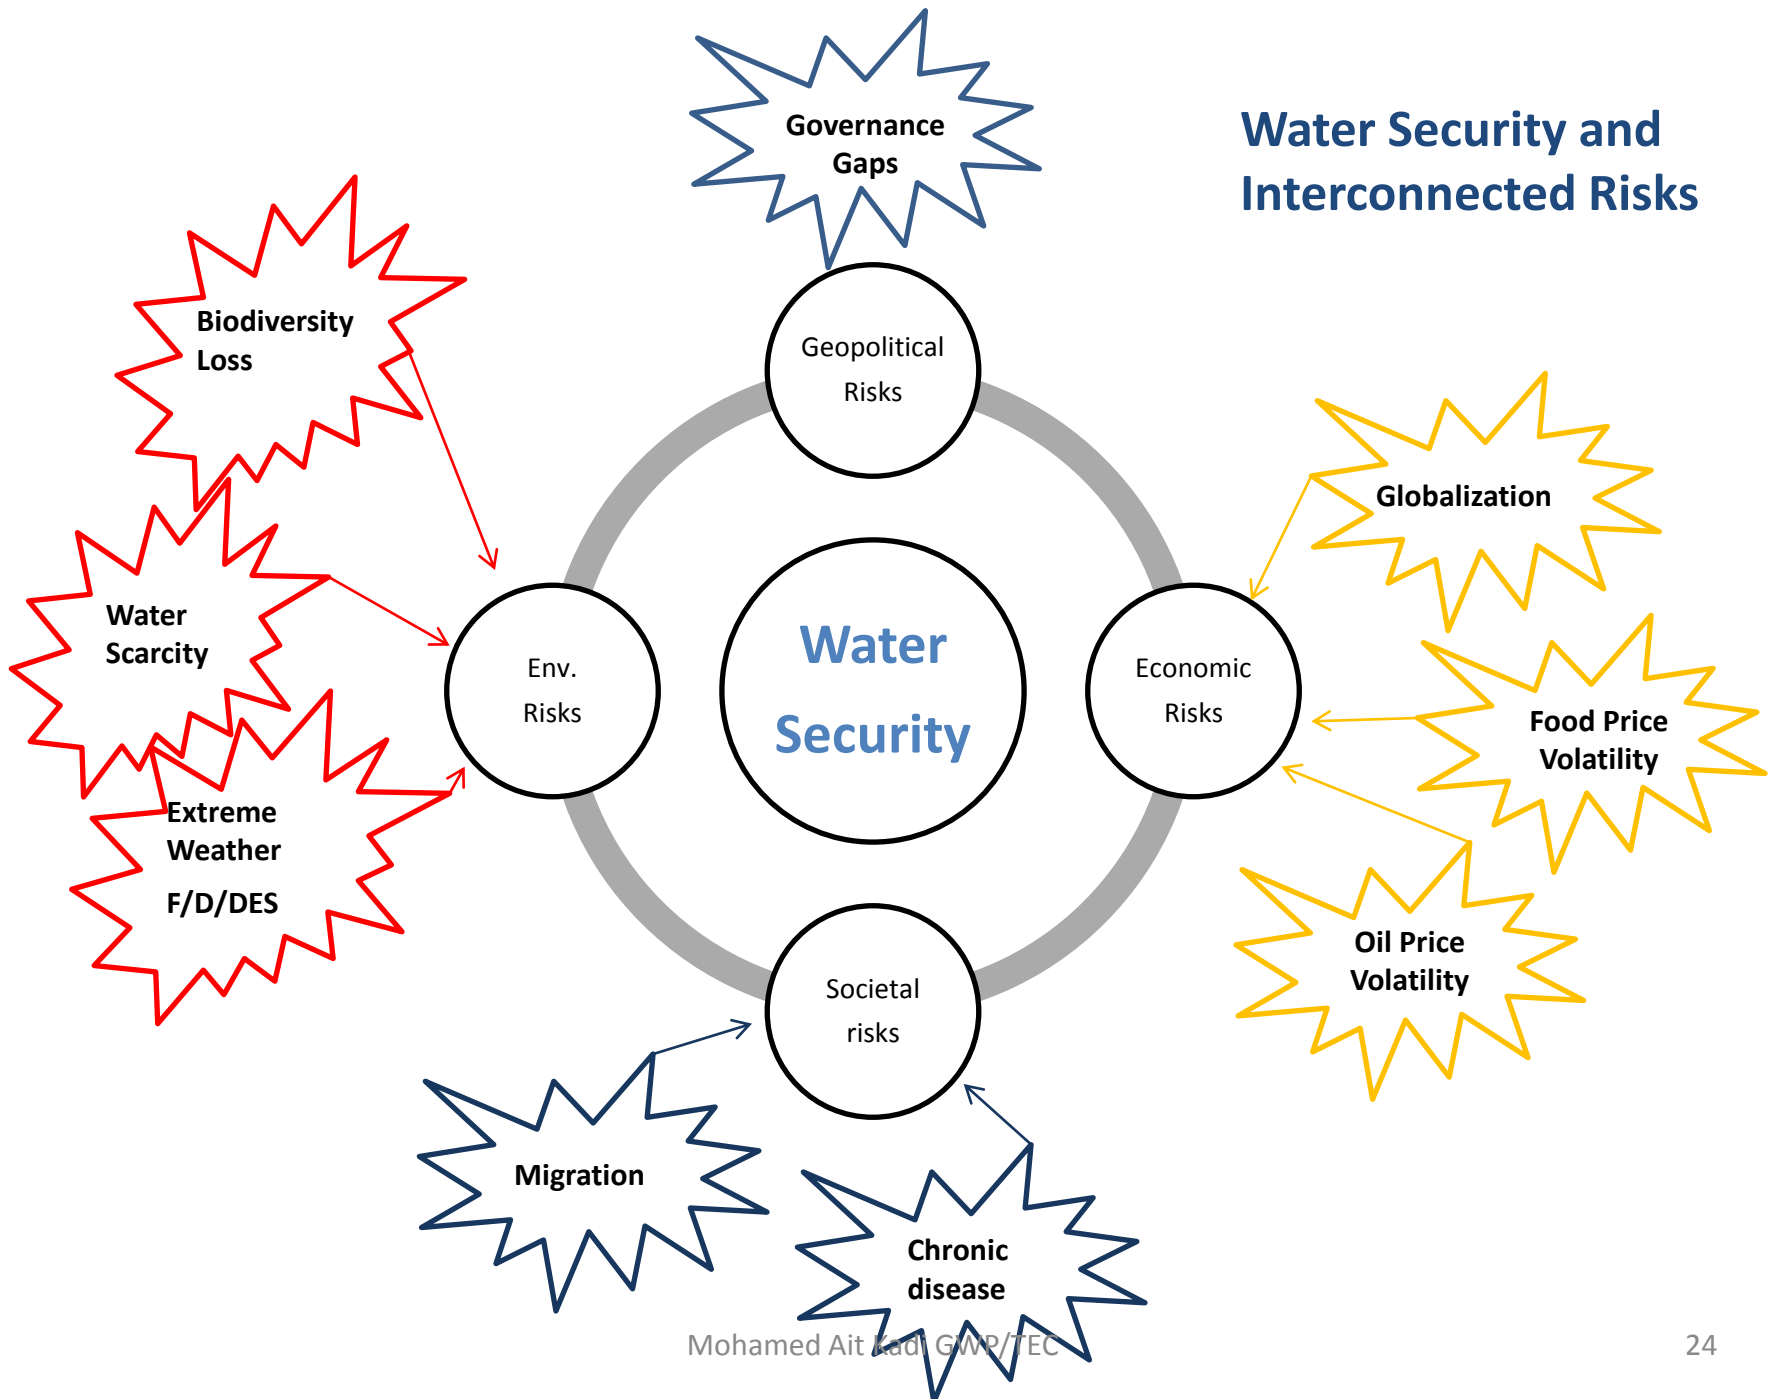 Water Security and
Interconnected Risks
Governance
Gaps
Biodiversity
Loss
Geopolitical
Risks
Globalization
Water
Scarcity
Env.
Risks
Water
Security
Economic
Risks
Food Price
Volatility
Extreme
Weather
F/D/DES
Oil Price
Volatility
Societal
risks
Migration
Chronic
disease
Mohamed Ait Kadi GWP/TEC
24